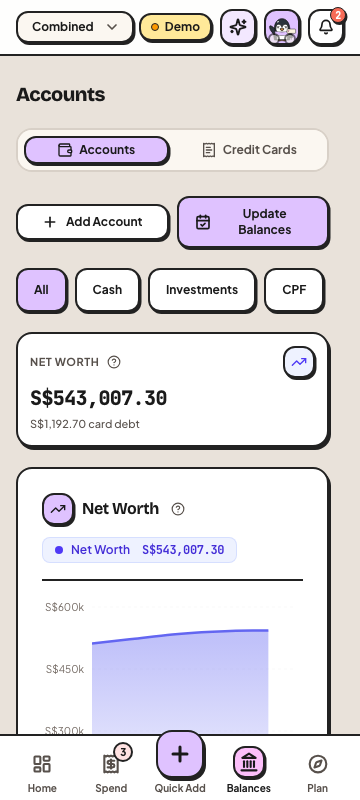 Combined
Demo
2
Accounts
Accounts
Credit Cards
Add Account
Update
Balances
All
Cash
Investments
CPF
NET WORTH
S$543,007.30
S$1,192.70 card debt
Net Worth
Net Worth S$543,007.30
S$600k
S$450k
S$300k
Home
3
Spend
Quick Add
Balances
Plan